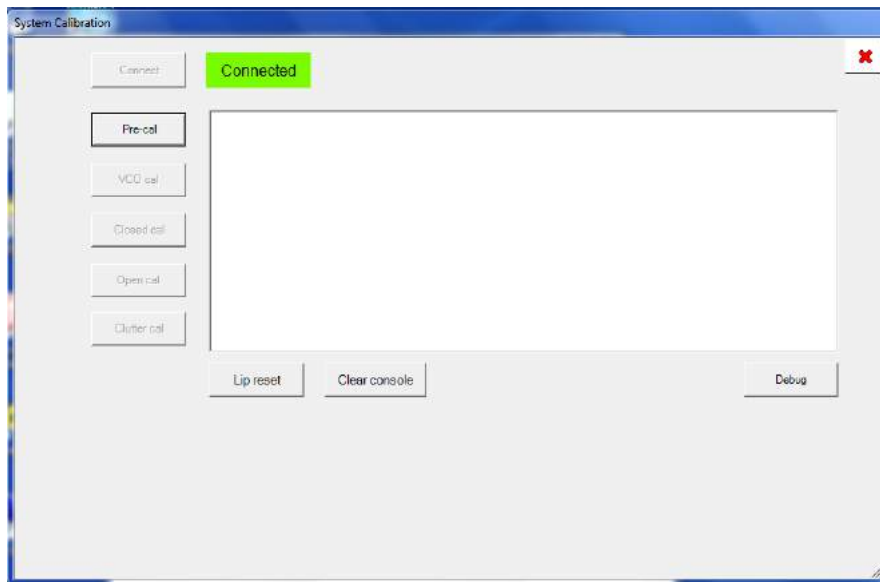 System Calibration
Connect
Connected
Pre-cal
VCO cal
Closed cal
Open cal
Clutter cal
Lip reset
Clear console
Debug